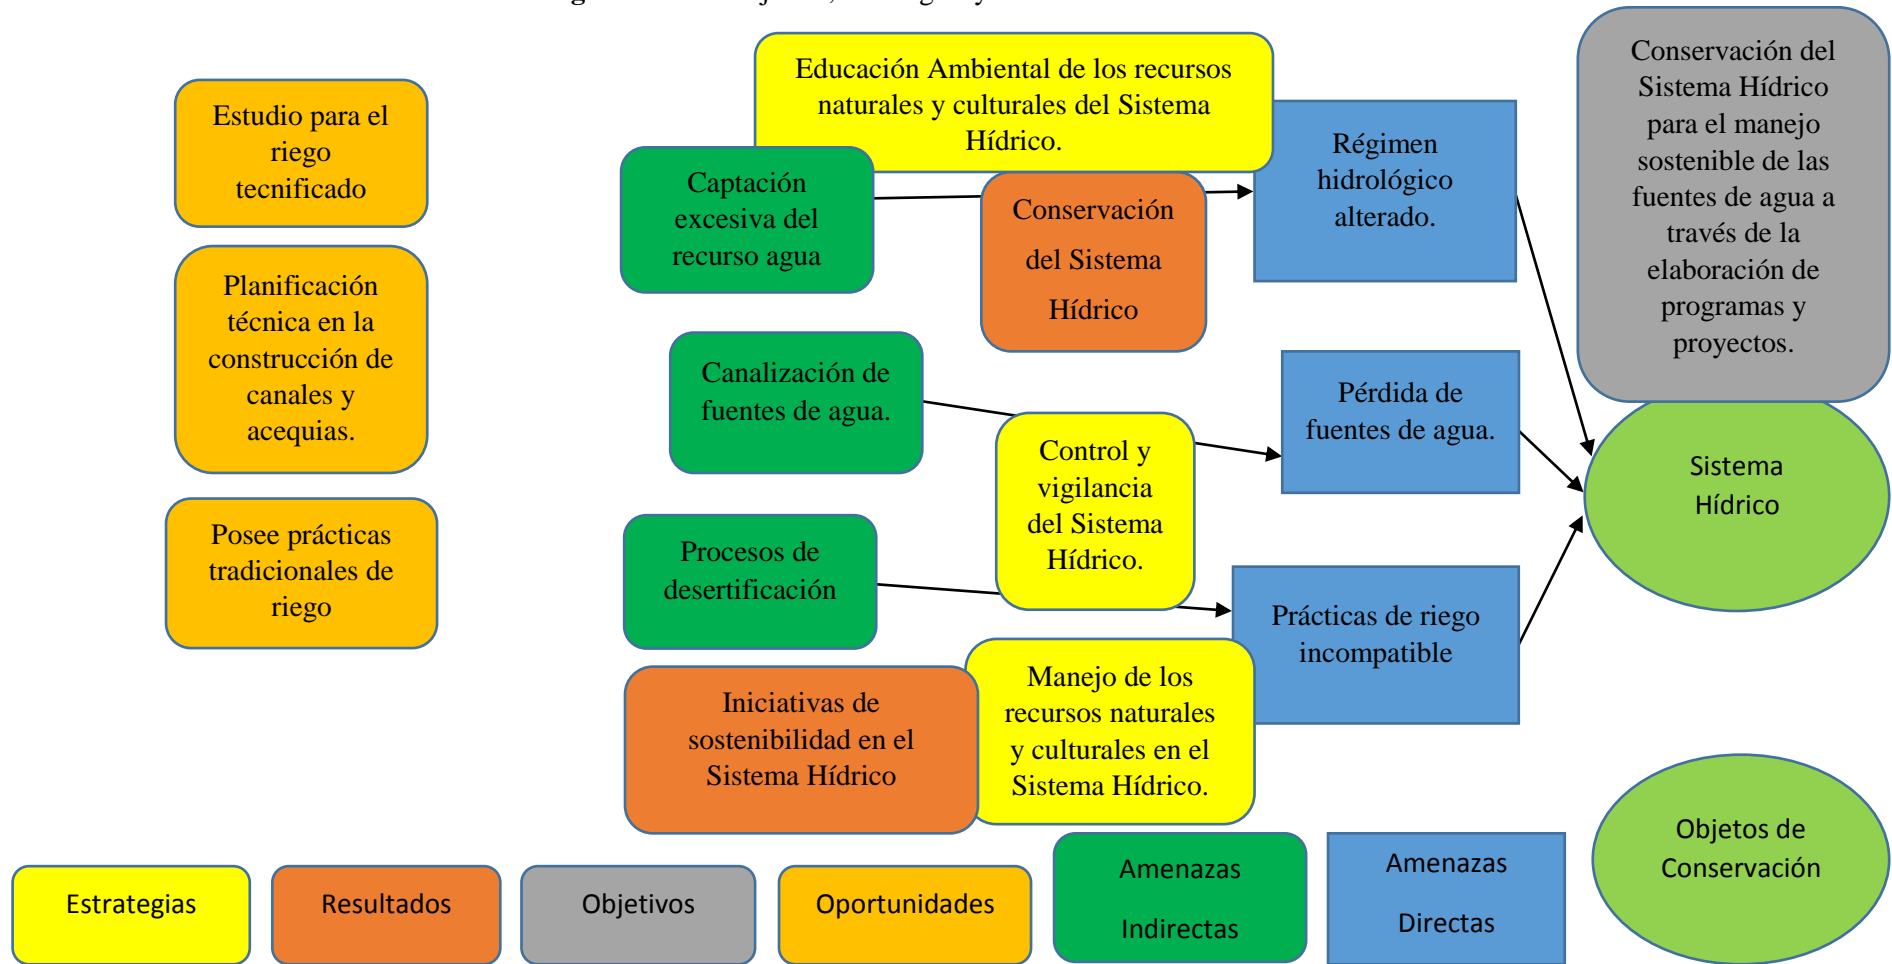 Estudio para el
riego
tecnificado
Planificación
técnica en la
construcción de
canales y
acequias.
Posee prácticas
tradicionales de
riego
Educación Ambiental de los recursos
naturales y culturales del Sistema
Hídrico.
Captación
excesiva del
recurso agua
Conservación
del Sistema
Hídrico
Régimen
hidrológico
alterado.
Conservación del
Sistema Hídrico
para el manejo
sostenible de las
fuentes de agua a
través de la
elaboración de
programas y
proyectos.
Canalización de
fuentes de agua.
Control y
vigilancia
del Sistema
Hídrico.
Pérdida de
fuentes de agua.
Sistema
Hídrico
Procesos de
desertificación
Prácticas de riego
incompatible
Iniciativas de
sostenibilidad en el
Sistema Hídrico
Manejo de los
recursos naturales
y culturales en el
Sistema Hídrico.
Estrategias
Resultados
Objetivos
Oportunidades
Amenazas
Indirectas
Amenazas
Directas
Objetos de
Conservación